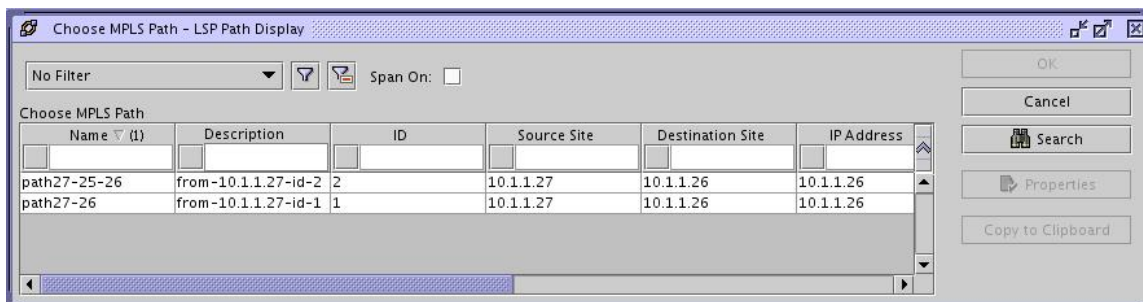 Choose MPLS Path - LSP Path Display
No Filter Span On: OK
Cancel
Choose MPLS Path
Name (1) Description ID Source Site Destination Site IP Address Search
path27-25-26 from-10.1.1.27-id-2 2 10.1.1.27 10.1.1.26 10.1.1.26 Properties
path27-26 from-10.1.1.27-id-1 1 10.1.1.27 10.1.1.26 10.1.1.26
Copy to Clipboard